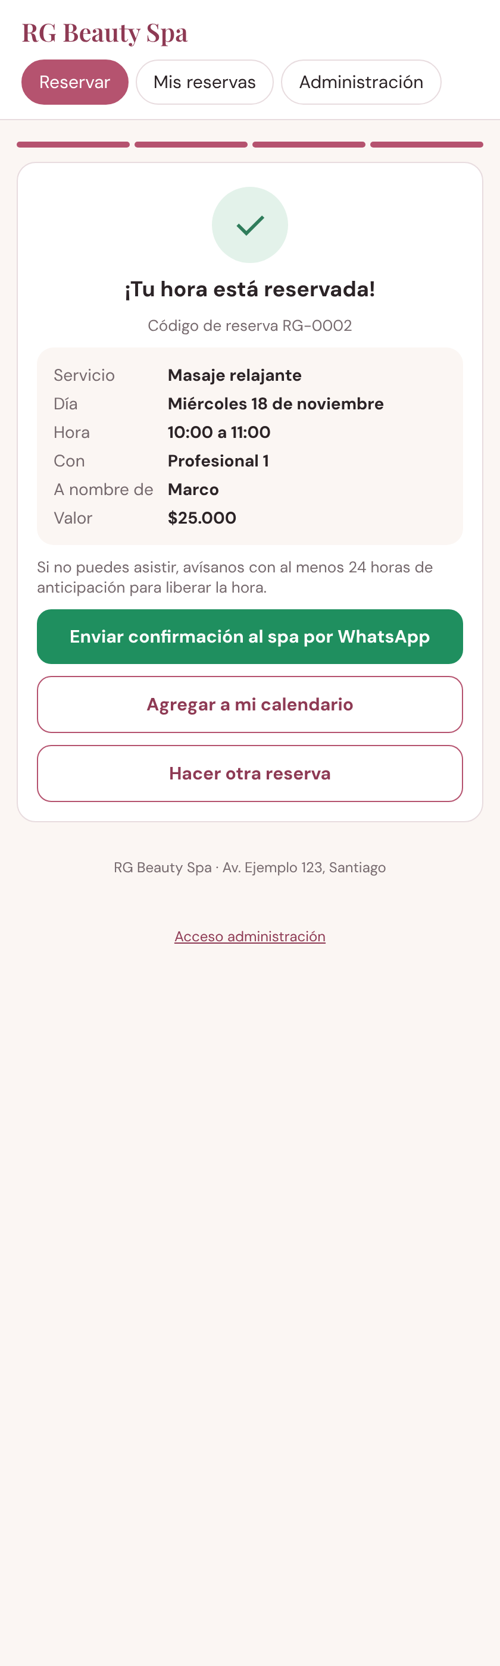 RG Beauty Spa
Reservar Mis reservas Administración
¡Tu hora está reservada!
Código de reserva RG-0002
Servicio Masaje relajante
Día Miércoles 18 de noviembre
Hora 10:00 a 11:00
Con Profesional 1
A nombre de Marco
Valor $25.000
Si no puedes asistir, avísanos con al menos 24 horas de
anticipación para liberar la hora.
Enviar confirmación al spa por WhatsApp
Agregar a mi calendario
Hacer otra reserva
RG Beauty Spa · Av. Ejemplo 123, Santiago
Acceso administración